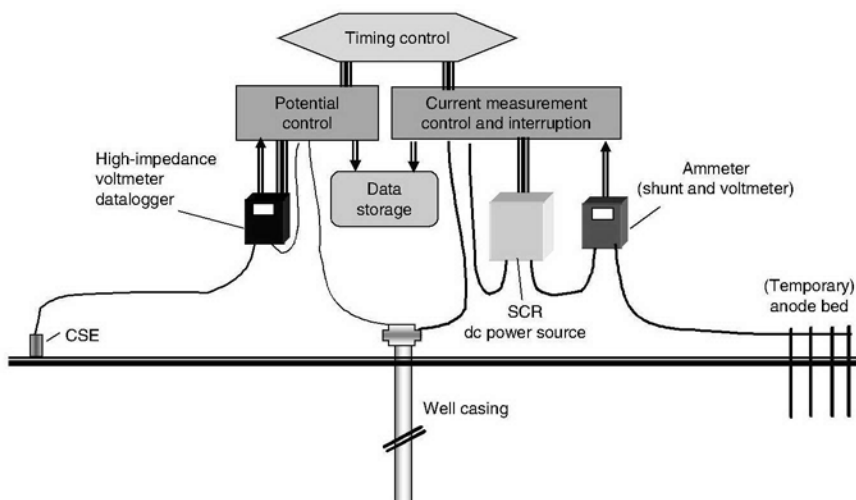 Timing control
Potential
control
Current measurement
control and interruption
High-impedance
voltmeter
datalogger
Data
storage
Ammeter
(shunt and voltmeter)
SCR
dc power source
(Temporary)
anode bed
CSE
Well casing